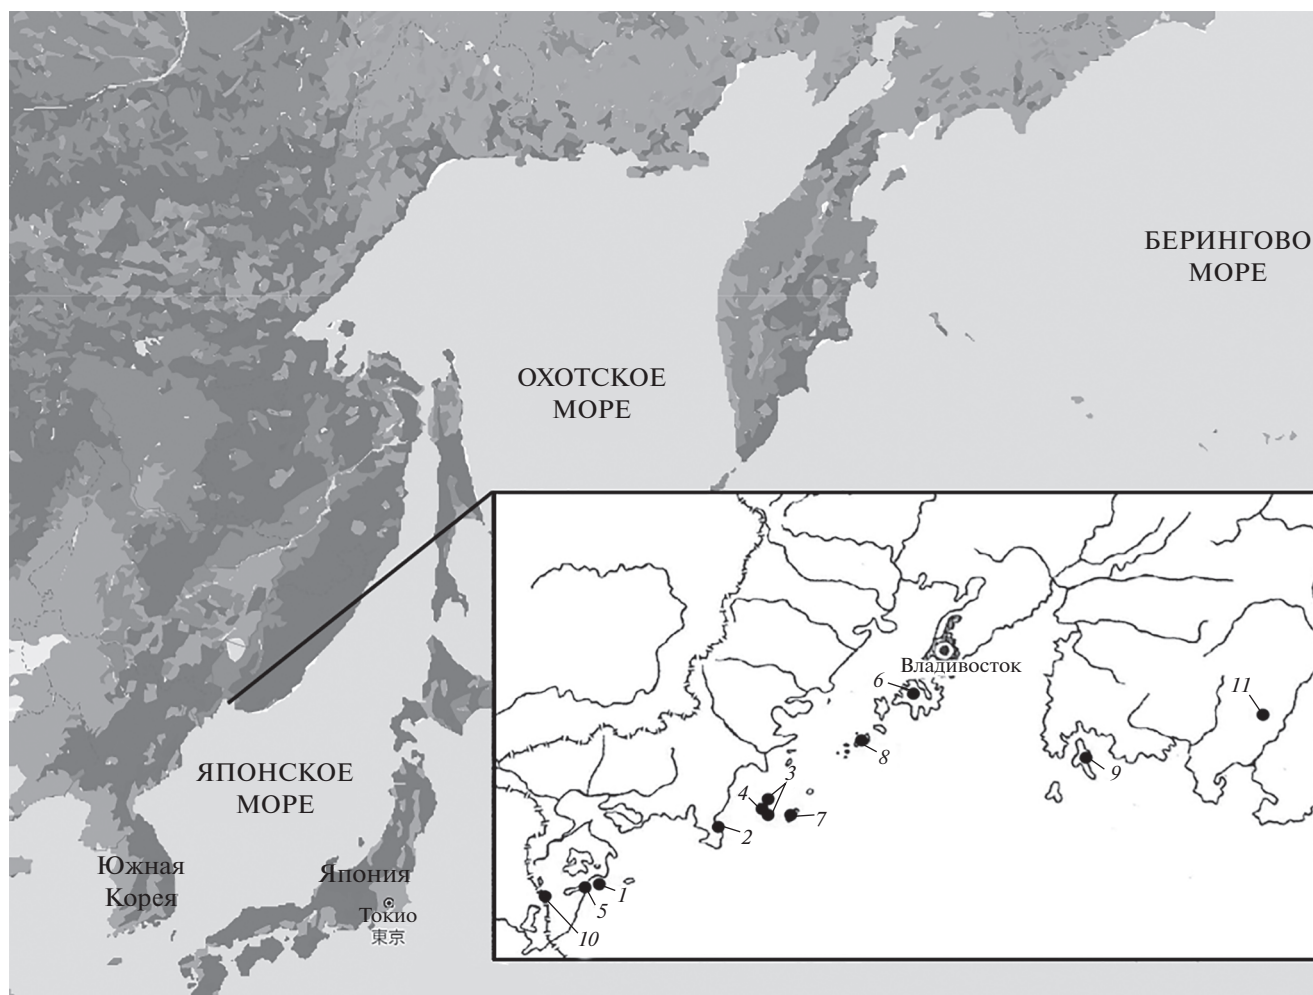 БЕРИНГОВО
МОРЕ
ОХОТСКОЕ
МОРЕ
ЯПОНСКОЕ
МОРЕ
Южная
Корея
Япония
Токио
東京
Владивосток
6
11
8
9
3
4
7
2
1
5
10